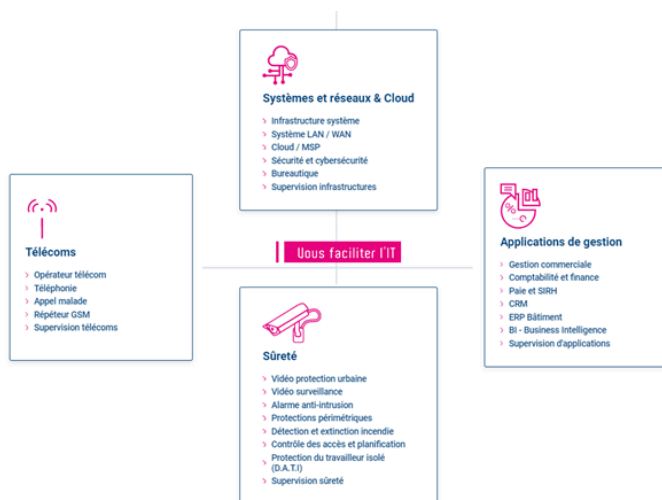 Systèmes et réseaux & Cloud
Infrastructure système
Système LAN / WAN
Cloud / MSP
Sécurité et cybersécurité
Bureautique
Supervision infrastructures
Télécoms
Opérateur télécom
Téléphonie
Appel malade
Répéteur GSM
Supervision télécoms
Vous faciliter l'IT
Applications de gestion
Gestion commerciale
Comptabilité et finance
Paie et SIRH
CRM
ERP Bâtiment
BI - Business Intelligence
Supervision d'applications
Sûreté
Vidéo protection urbaine
Vidéo surveillance
Alarme anti-intrusion
Protections périmétriques
Détection et extinction incendie
Contrôle des accès et planification
Protection du travailleur isolé
(D.A.T.I)
Supervision sûreté